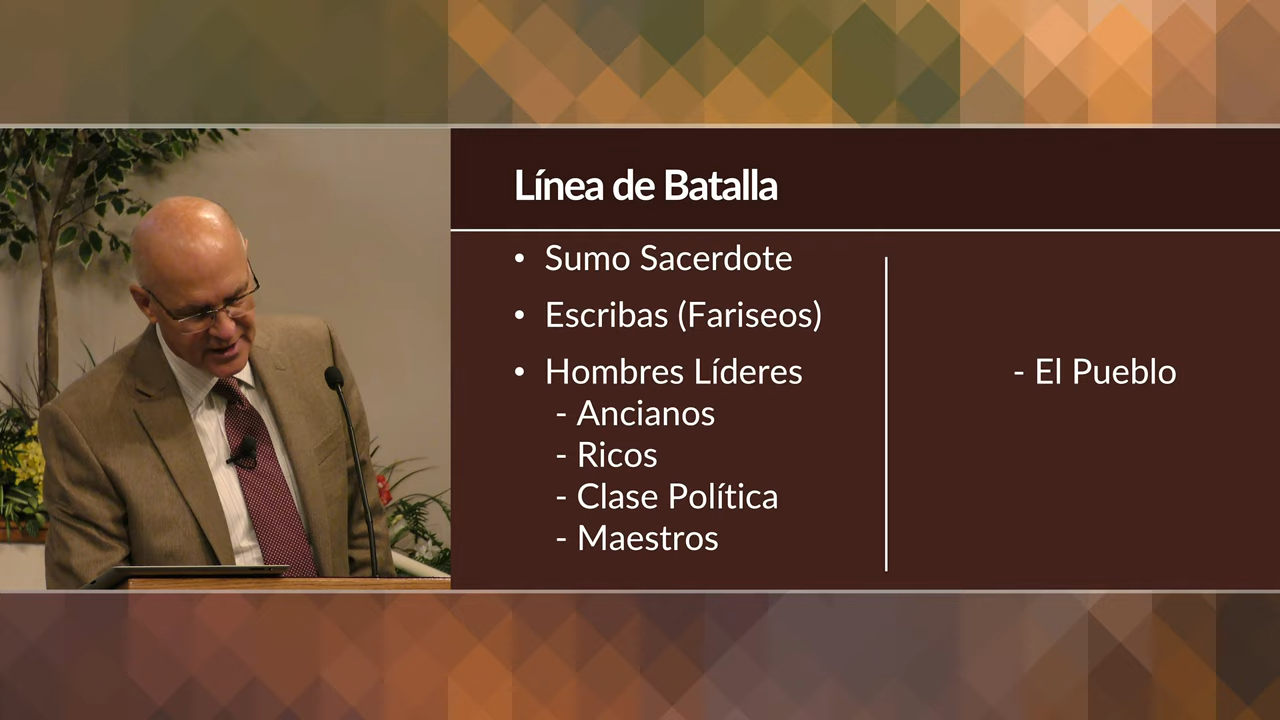 Línea de Batalla
• Sumo Sacerdote
• Escribas (Fariseos)
• Hombres Líderes
- Ancianos
- Ricos
- Clase Política
- Maestros
- El Pueblo